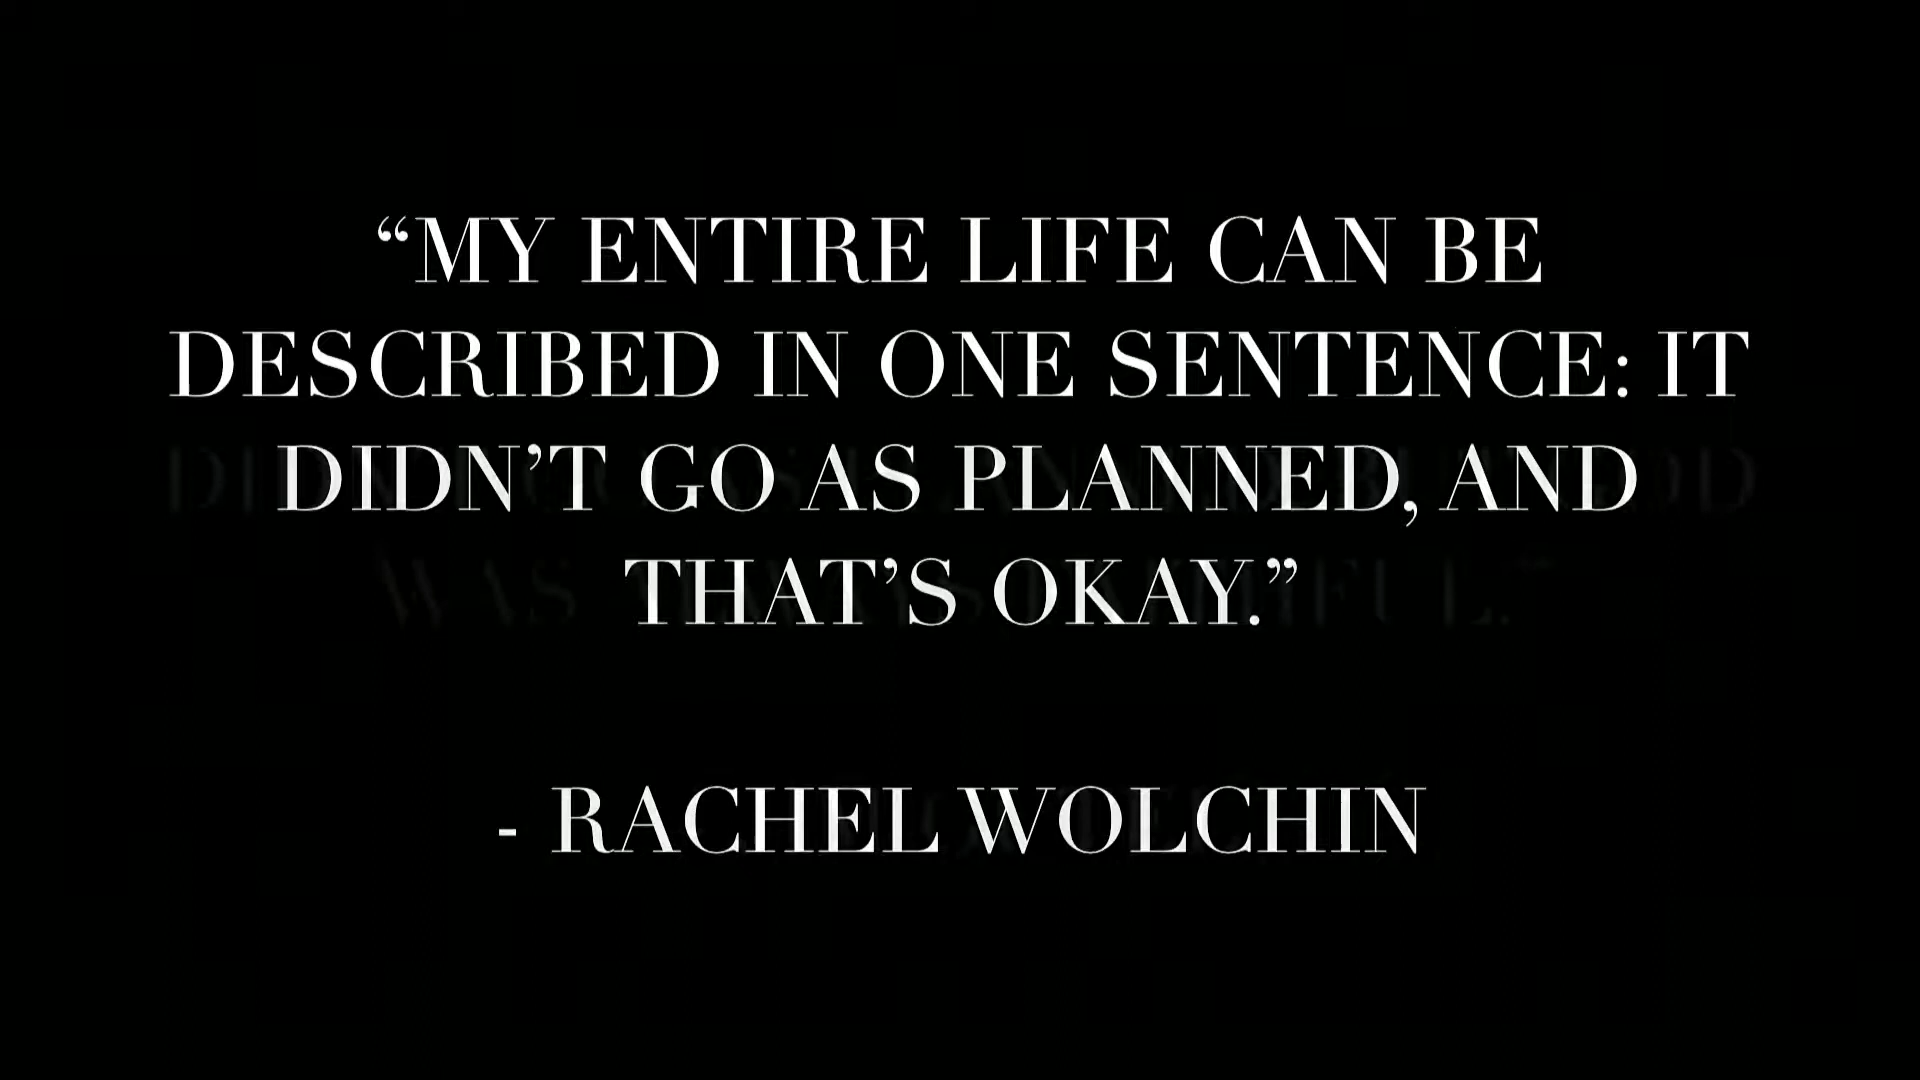 “MY ENTIRE LIFE CAN BE
DESCRIBED IN ONE SENTENCE: IT
DIDN’T GO AS PLANNED, AND
THAT’S OKAY.”
- RACHEL WOLCHIN